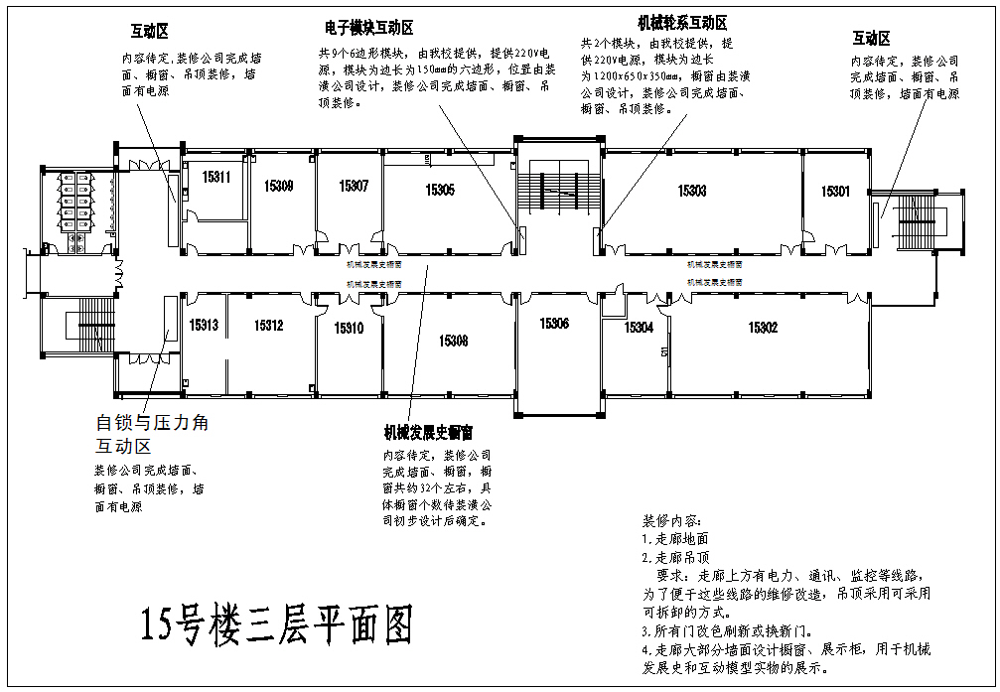 互动区
内容待定,装修公司完成墙
面、橱窗、吊顶装修,墙
面有电源
电子模块互动区
共9个6边形模块,由我校提供,提供220V电
源,模块为边长为150mm的六边形,位置由装
潢公司设计,装修公司完成墙面、橱窗、吊
顶装修。
机械轮系互动区
共2个模块,由我校提供,提
供220V电源,模块为边长
为1200x650x350mm,橱窗由装潢
公司设计,装修公司完成墙面、
橱窗、吊顶装修。
互动区
内容待定,装修公司
完成墙面、橱窗、吊
顶装修,墙面有电源
15311
15309
15307
15305
15303
15301
机械发展史橱窗
机械发展史橱窗
机械发展史橱窗
机械发展史橱窗
15313
15312
15310
15308
15306
15304
15302
自锁与压力角
互动区
装修公司完成墙面、
橱窗、吊顶装修,墙
面有电源
机械发展史橱窗
内容待定,装修公司
完成墙面、橱窗,橱
窗共约32个左右,具
体橱窗个数待装潢公
司初步设计后确定。
装修内容:
1.走廊地面
2.走廊吊顶
要求:走廊上方有电力、通讯、监控等线路,
为了便于这些线路的维修改造,吊顶采用可采用
可拆卸的方式。
3.所有门改色刷新或换新门。
4.走廊大部分墙面设计橱窗、展示柜,用于机械
发展史和互动模型实物的展示。
15号楼三层平面图